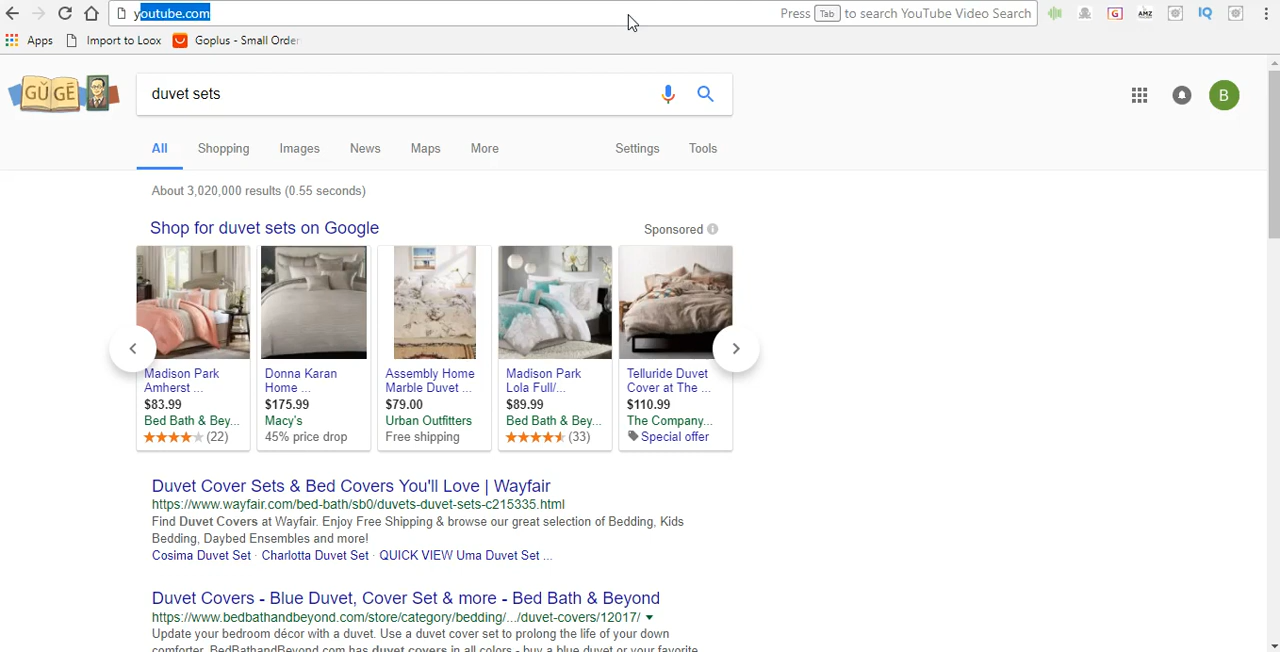 youtube.com
Press Tab to search YouTube Video Search
G
AMZ
IQ
Apps
Import to Loox
Goplus - Small Order
GǓ GĒ
duvet sets
B
All
Shopping
Images
News
Maps
More
Settings
Tools
About 3,020,000 results (0.55 seconds)
Shop for duvet sets on Google
Sponsored
Madison Park
Amherst ...
$83.99
Bed Bath & Bey...
(22)
Donna Karan
Home ...
$175.99
Macy's
45% price drop
Assembly Home
Marble Duvet ...
$79.00
Urban Outfitters
Free shipping
Madison Park
Lola Full/...
$89.99
Bed Bath & Bey...
(33)
Telluride Duvet
Cover at The ...
$110.99
The Company...
Special offer
Duvet Cover Sets & Bed Covers You'll Love | Wayfair
https://www.wayfair.com/bed-bath/sb0/duvets-duvet-sets-c215335.html
Find Duvet Covers at Wayfair. Enjoy Free Shipping & browse our great selection of Bedding, Kids
Bedding, Daybed Ensembles and more!
Cosima Duvet Set · Charlotta Duvet Set · QUICK VIEW Uma Duvet Set ...
Duvet Covers - Blue Duvet, Cover Set & more - Bed Bath & Beyond
https://www.bedbathandbeyond.com/store/category/bedding/.../duvet-covers/12017/
Update your bedroom décor with a duvet. Use a duvet cover set to prolong the life of your down
comforter. BedBathandBeyond.com has duvet covers in all colors - buy a blue duvet or your favorite